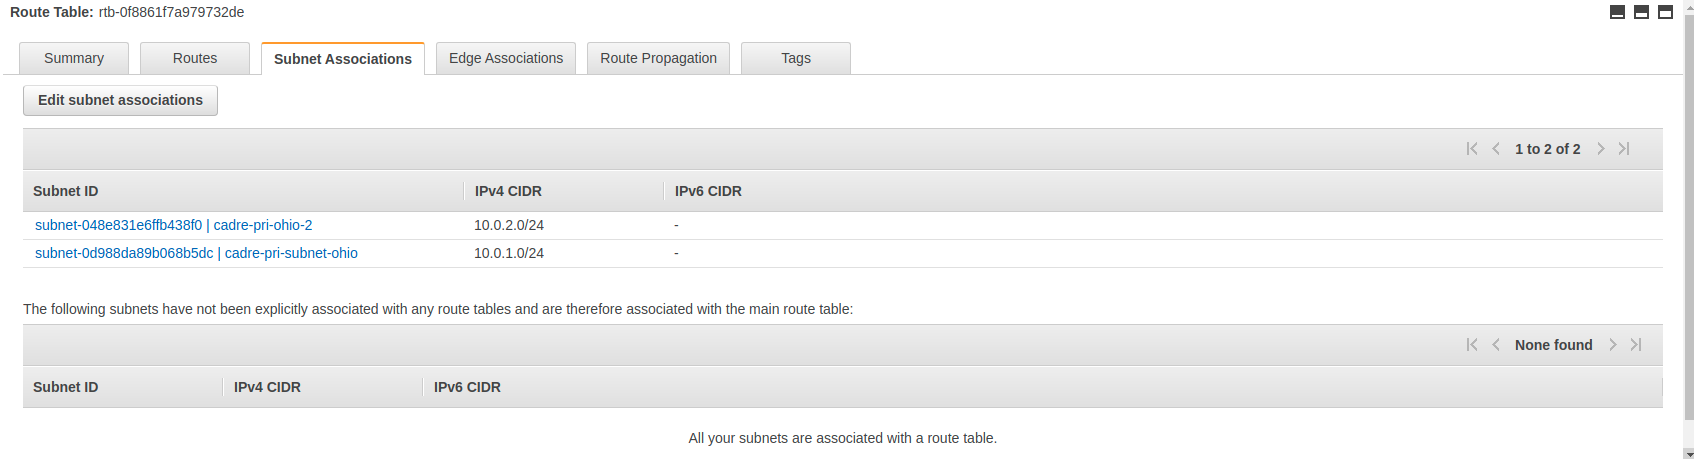 Route Table: rtb-0f8861f7a979732de
Summary Routes Subnet Associations Edge Associations Route Propagation Tags
Edit subnet associations
1 to 2 of 2
Subnet ID IPv4 CIDR IPv6 CIDR
subnet-048e831e6ffb438f0 | cadre-pri-ohio-2 10.0.2.0/24 -
subnet-0d988da89b068b5dc | cadre-pri-subnet-ohio 10.0.1.0/24 -
The following subnets have not been explicitly associated with any route tables and are therefore associated with the main route table:
None found
Subnet ID IPv4 CIDR IPv6 CIDR
All your subnets are associated with a route table.